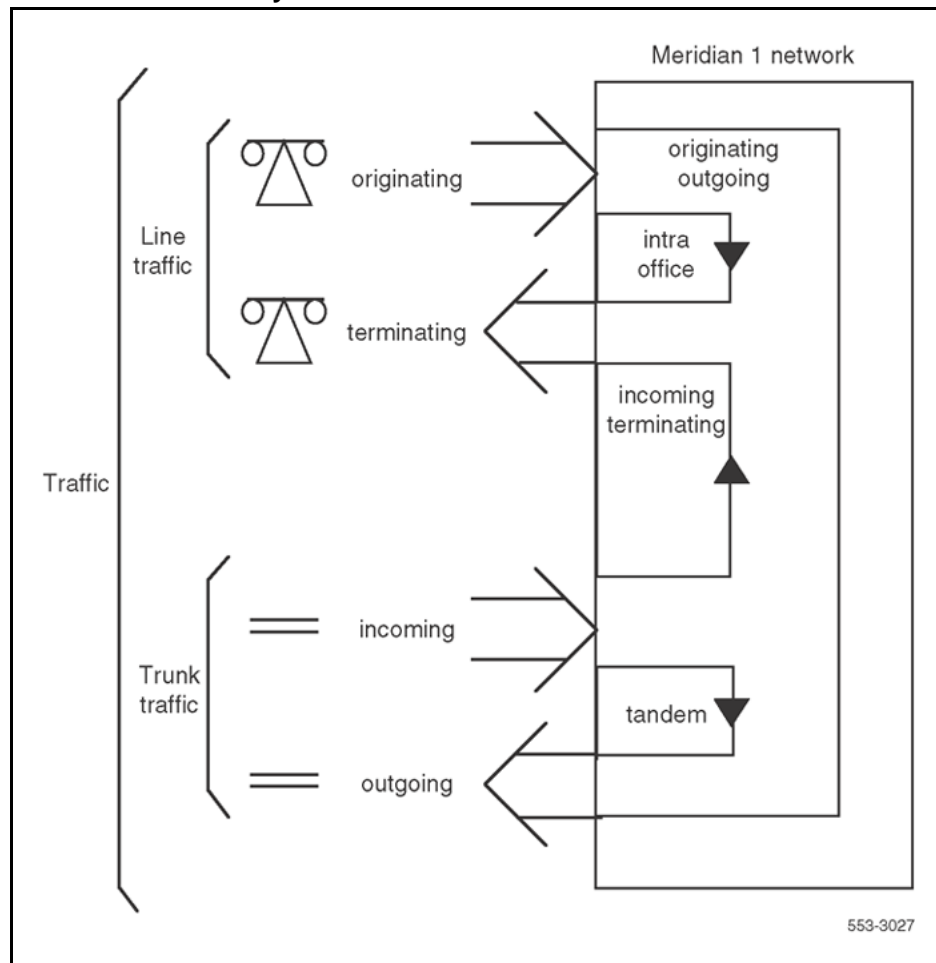 Meridian 1 network
originating
originating
outgoing
Line
traffic
intra
office
terminating
incoming
terminating
Traffic
incoming
Trunk
traffic
tandem
outgoing
553-3027